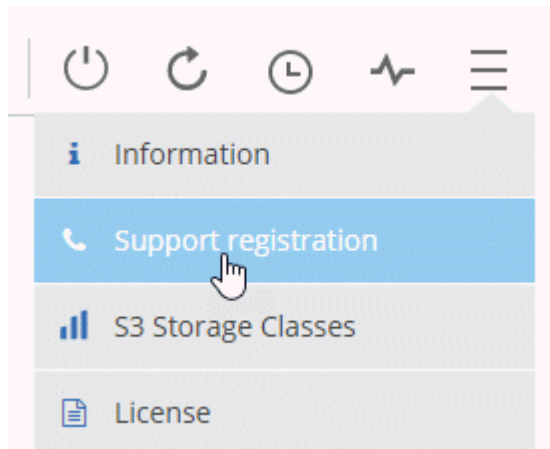 Information
Support registration
S3 Storage Classes
License